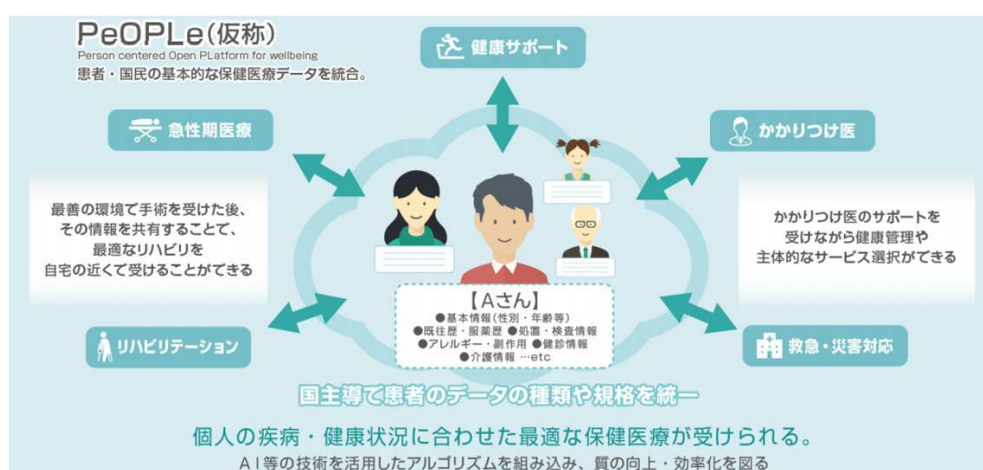 PeOPLe(仮称)
Person centered Open PLatform for wellbeing
患者・国民の基本的な保健医療データを統合。
健康サポート
急性期医療
かかりつけ医
最善の環境で手術を受けた後、
その情報を共有することで、
最適なリハビリを
自宅の近くで受けることができる
かかりつけ医のサポートを
受けながら健康管理や
主体的なサービス選択ができる
【Aさん】
●基本情報(性別・年齢等)
●既往歴・服薬歴 ●処置・検査情報
●アレルギー・副作用 ●健診情報
●介護情報 …etc
リハビリテーション
救急・災害対応
国主導で患者のデータの種類や規格を統一
個人の疾病・健康状況に合わせた最適な保健医療が受けられる。
AI等の技術を活用したアルゴリズムを組み込み、質の向上・効率化を図る